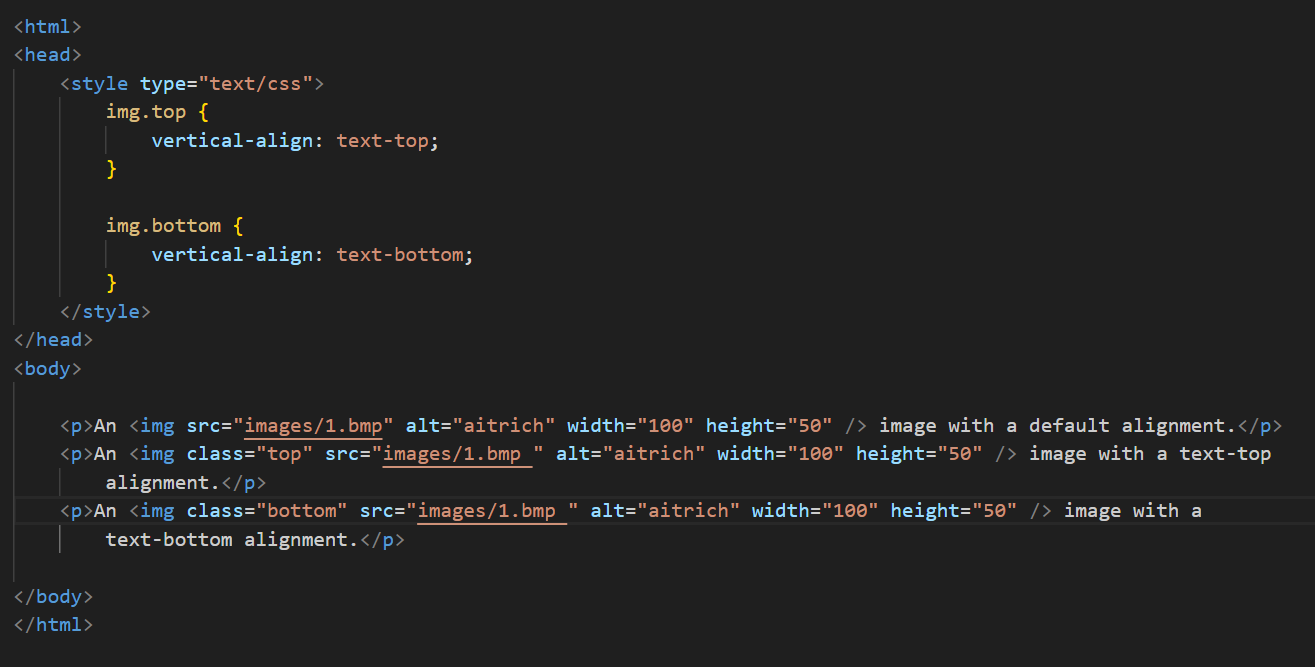 <html>
<head>
    <style type="text/css">
        img.top {
            vertical-align: text-top;
        }

        img.bottom {
            vertical-align: text-bottom;
        }
    </style>
</head>
<body>

    <p>An <img src="images/1.bmp" alt="aitrich" width="100" height="50" /> image with a default alignment.</p>
    <p>An <img class="top" src="images/1.bmp " alt="aitrich" width="100" height="50" /> image with a text-top
        alignment.</p>
    <p>An <img class="bottom" src="images/1.bmp " alt="aitrich" width="100" height="50" /> image with a
        text-bottom alignment.</p>

</body>
</html>